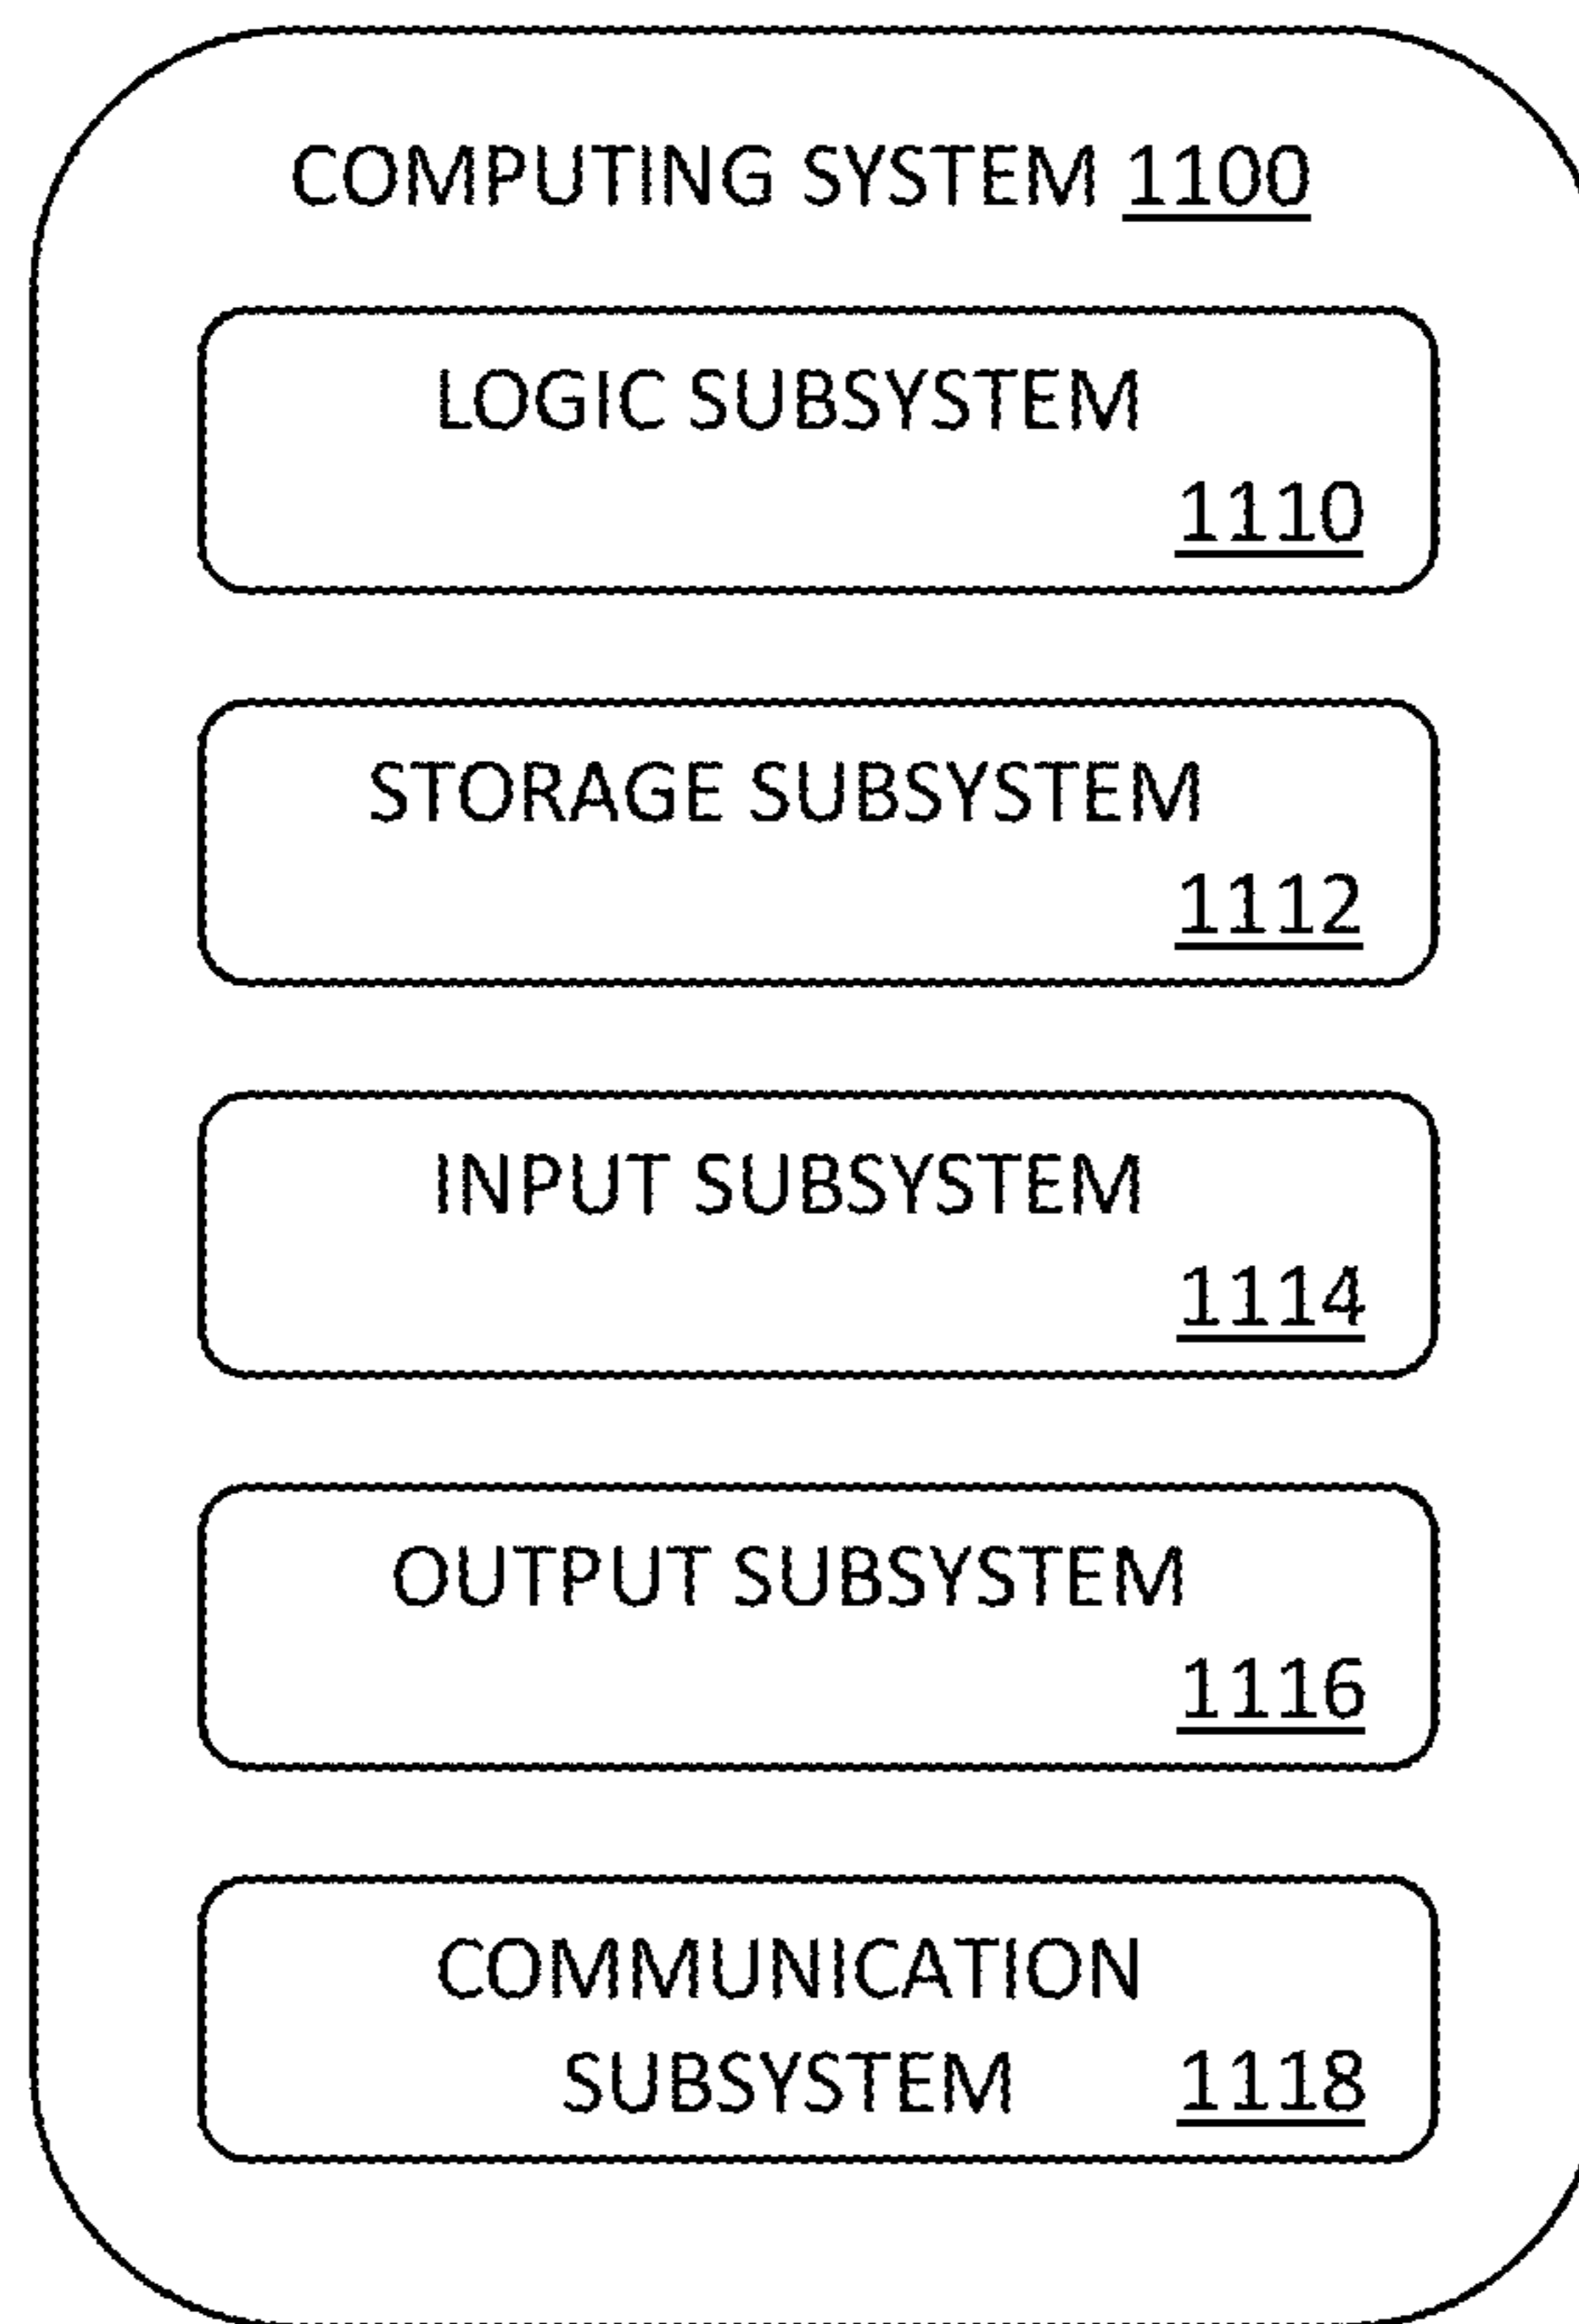 COMPUTING SYSTEM 1100
LOGIC SUBSYSTEM
1110
STORAGE SUBSYSTEM
1112
INPUT SUBSYSTEM
1114
OUTPUT SUBSYSTEM
1116
COMMUNICATION
SUBSYSTEM 1118